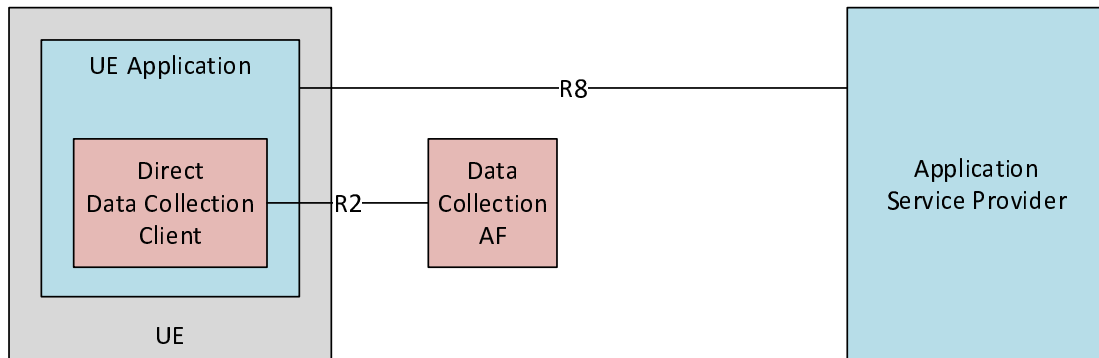 UE Application
R8
Direct
Data Collection
Client
R2
Data
Collection
AF
Application
Service Provider
UE